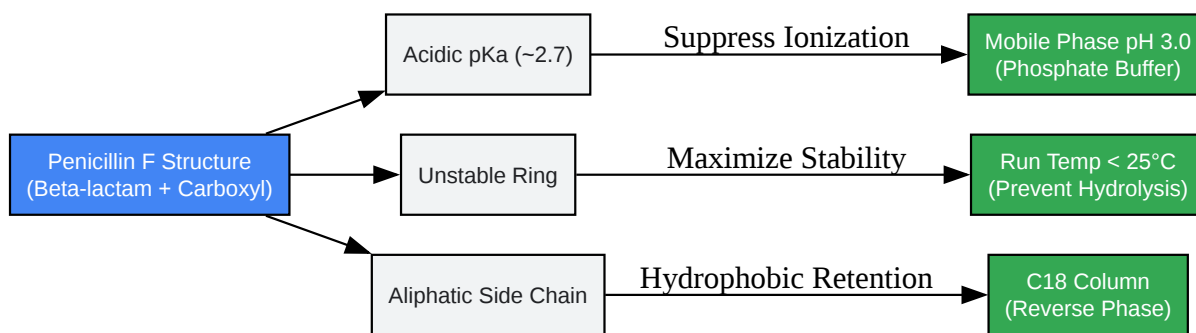 Acidic pKa (~2.7)
Suppress Ionization
Mobile Phase pH 3.0
(Phosphate Buffer)
Penicillin F Structure
(Beta-lactam + Carboxyl)
Unstable Ring
Maximize Stability
Run Temp < 25°C
(Prevent Hydrolysis)
Aliphatic Side Chain
Hydrophobic Retention
C18 Column
(Reverse Phase)